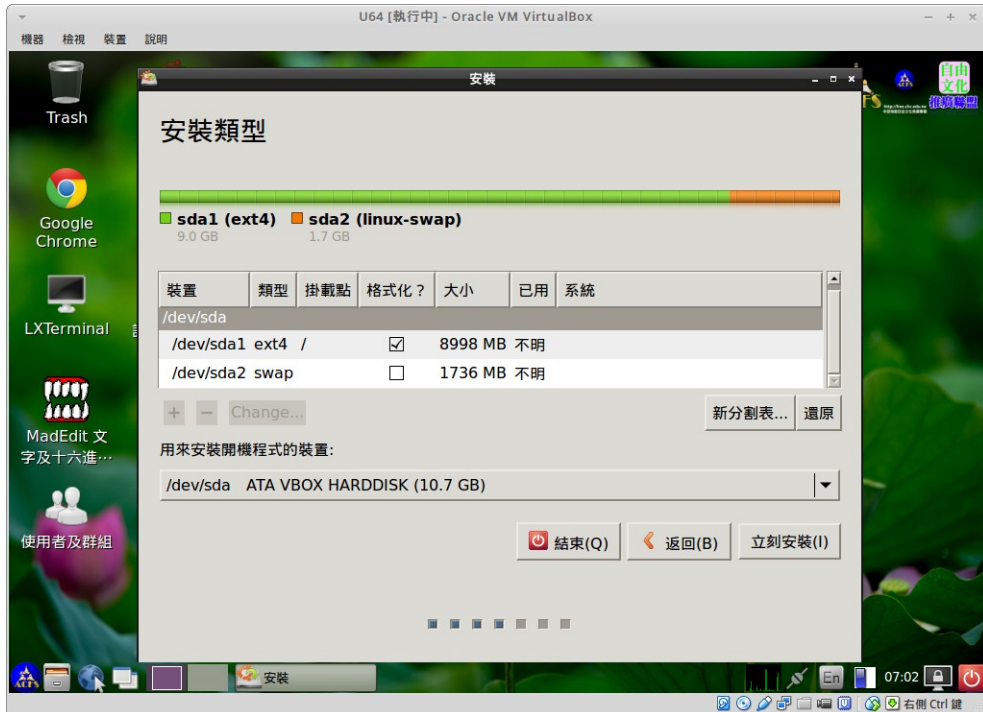 U64 [執行中] - Oracle VM VirtualBox
機器 檢視 裝置 說明
Trash
Google
Chrome
LXTerminal
MadEdit 文
字及十六進…
使用者及群組
自由
文化
推廣聯盟
ACFS
安裝
安裝類型
sda1 (ext4) sda2 (linux-swap)
9.0 GB 1.7 GB
裝置 類型 掛載點 格式化？ 大小 已用 系統
/dev/sda
/dev/sda1 ext4 / 8998 MB 不明
/dev/sda2 swap 1736 MB 不明
+ − Change... 新分割表... 還原
用來安裝開機程式的裝置:
/dev/sda ATA VBOX HARDDISK (10.7 GB)
結束(Q) 返回(B) 立刻安裝(I)
ACFS 安裝 En 07:02
右側 Ctrl 鍵